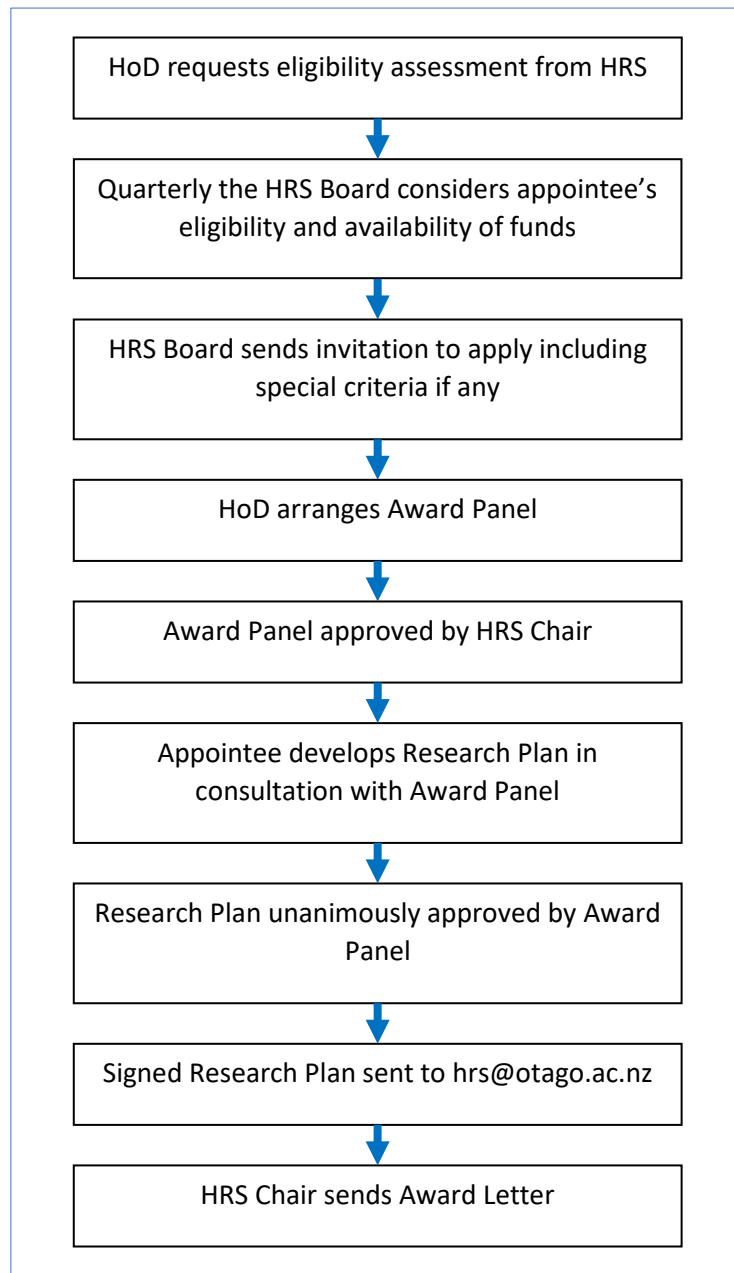 HoD requests eligibility assessment from HRS
Quarterly the HRS Board considers appointee’s
eligibility and availability of funds
HRS Board sends invitation to apply including
special criteria if any
HoD arranges Award Panel
Award Panel approved by HRS Chair
Appointee develops Research Plan in
consultation with Award Panel
Research Plan unanimously approved by Award
Panel
Signed Research Plan sent to hrs@otago.ac.nz
HRS Chair sends Award Letter